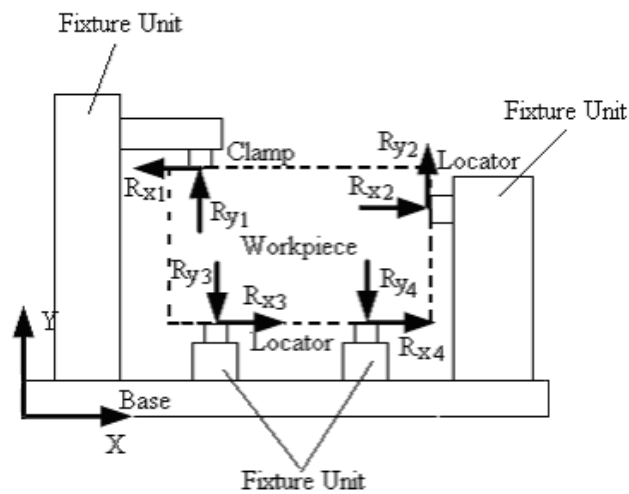 Fixture Unit
Fixture Unit
Clamp
Ry2
Locator
Rx1
Rx2
Ry1
Workpiece
Ry3
Ry4
Rx3
Y
Locator
Rx4
Base
X
Fixture Unit